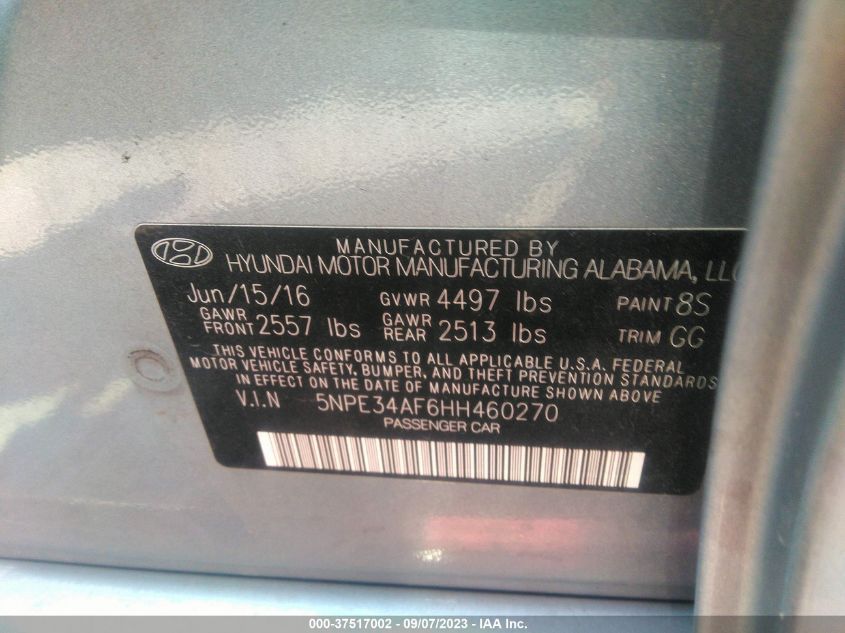 MANUFACTURED BY
HYUNDAI MOTOR MANUFACTURING ALABAMA, LLC
Jun/15/16 GVWR 4497 lbs PAINT 8S
GAWR FRONT 2557 lbs GAWR REAR 2513 lbs TRIM GG
THIS VEHICLE CONFORMS TO ALL APPLICABLE U.S.A. FEDERAL
MOTOR VEHICLE SAFETY, BUMPER, AND THEFT PREVENTION STANDARDS
IN EFFECT ON THE DATE OF MANUFACTURE SHOWN ABOVE
V.I.N 5NPE34AF6HH460270
PASSENGER CAR
000-37517002 - 09/07/2023 - IAA Inc.